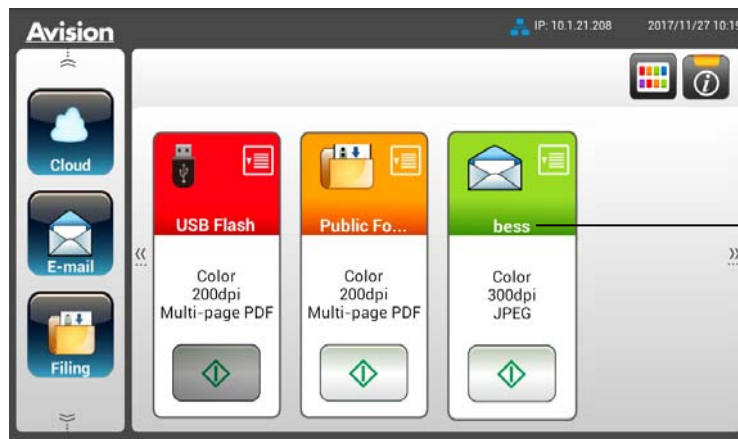 Avision
IP: 10.1.21.208
2017/11/27 10:19
Cloud
E-mail
Filing
USB Flash
Color
200dpi
Multi-page PDF
Public Fo...
Color
200dpi
Multi-page PDF
bess
Color
300dpi
JPEG